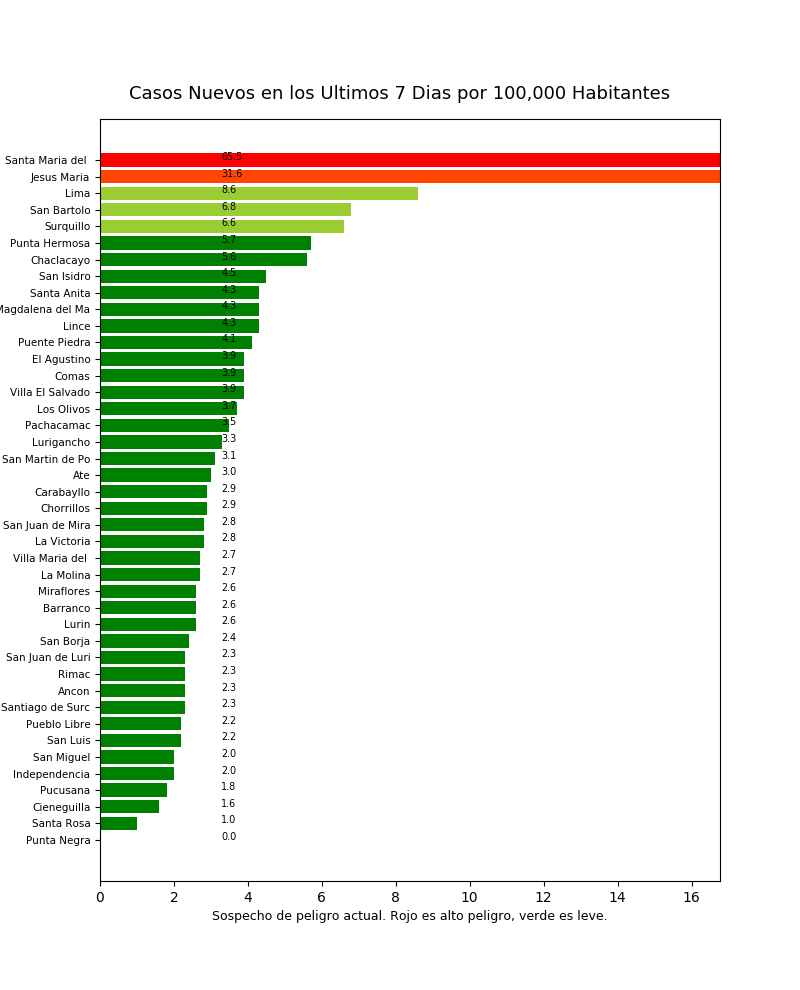 Casos Nuevos en los Ultimos 7 Dias por 100,000 Habitantes
Santa Maria del 65.5
Jesus Maria 31.6
Lima 8.6
San Bartolo 6.8
Surquillo 6.6
Punta Hermosa 5.7
Chaclacayo 5.6
San Isidro 4.5
Santa Anita 4.3
Magdalena del Ma 4.3
Lince 4.3
Puente Piedra 4.1
El Agustino 3.9
Comas 3.9
Villa El Salvado 3.9
Los Olivos 3.7
Pachacamac 3.5
Lurigancho 3.3
San Martin de Po 3.1
Ate 3.0
Carabayllo 2.9
Chorrillos 2.9
San Juan de Mira 2.8
La Victoria 2.8
Villa Maria del 2.7
La Molina 2.7
Miraflores 2.6
Barranco 2.6
Lurin 2.6
San Borja 2.4
San Juan de Luri 2.3
Rimac 2.3
Ancon 2.3
Santiago de Surc 2.3
Pueblo Libre 2.2
San Luis 2.2
San Miguel 2.0
Independencia 2.0
Pucusana 1.8
Cieneguilla 1.6
Santa Rosa 1.0
Punta Negra 0.0
0 2 4 6 8 10 12 14 16
Sospecho de peligro actual. Rojo es alto peligro, verde es leve.